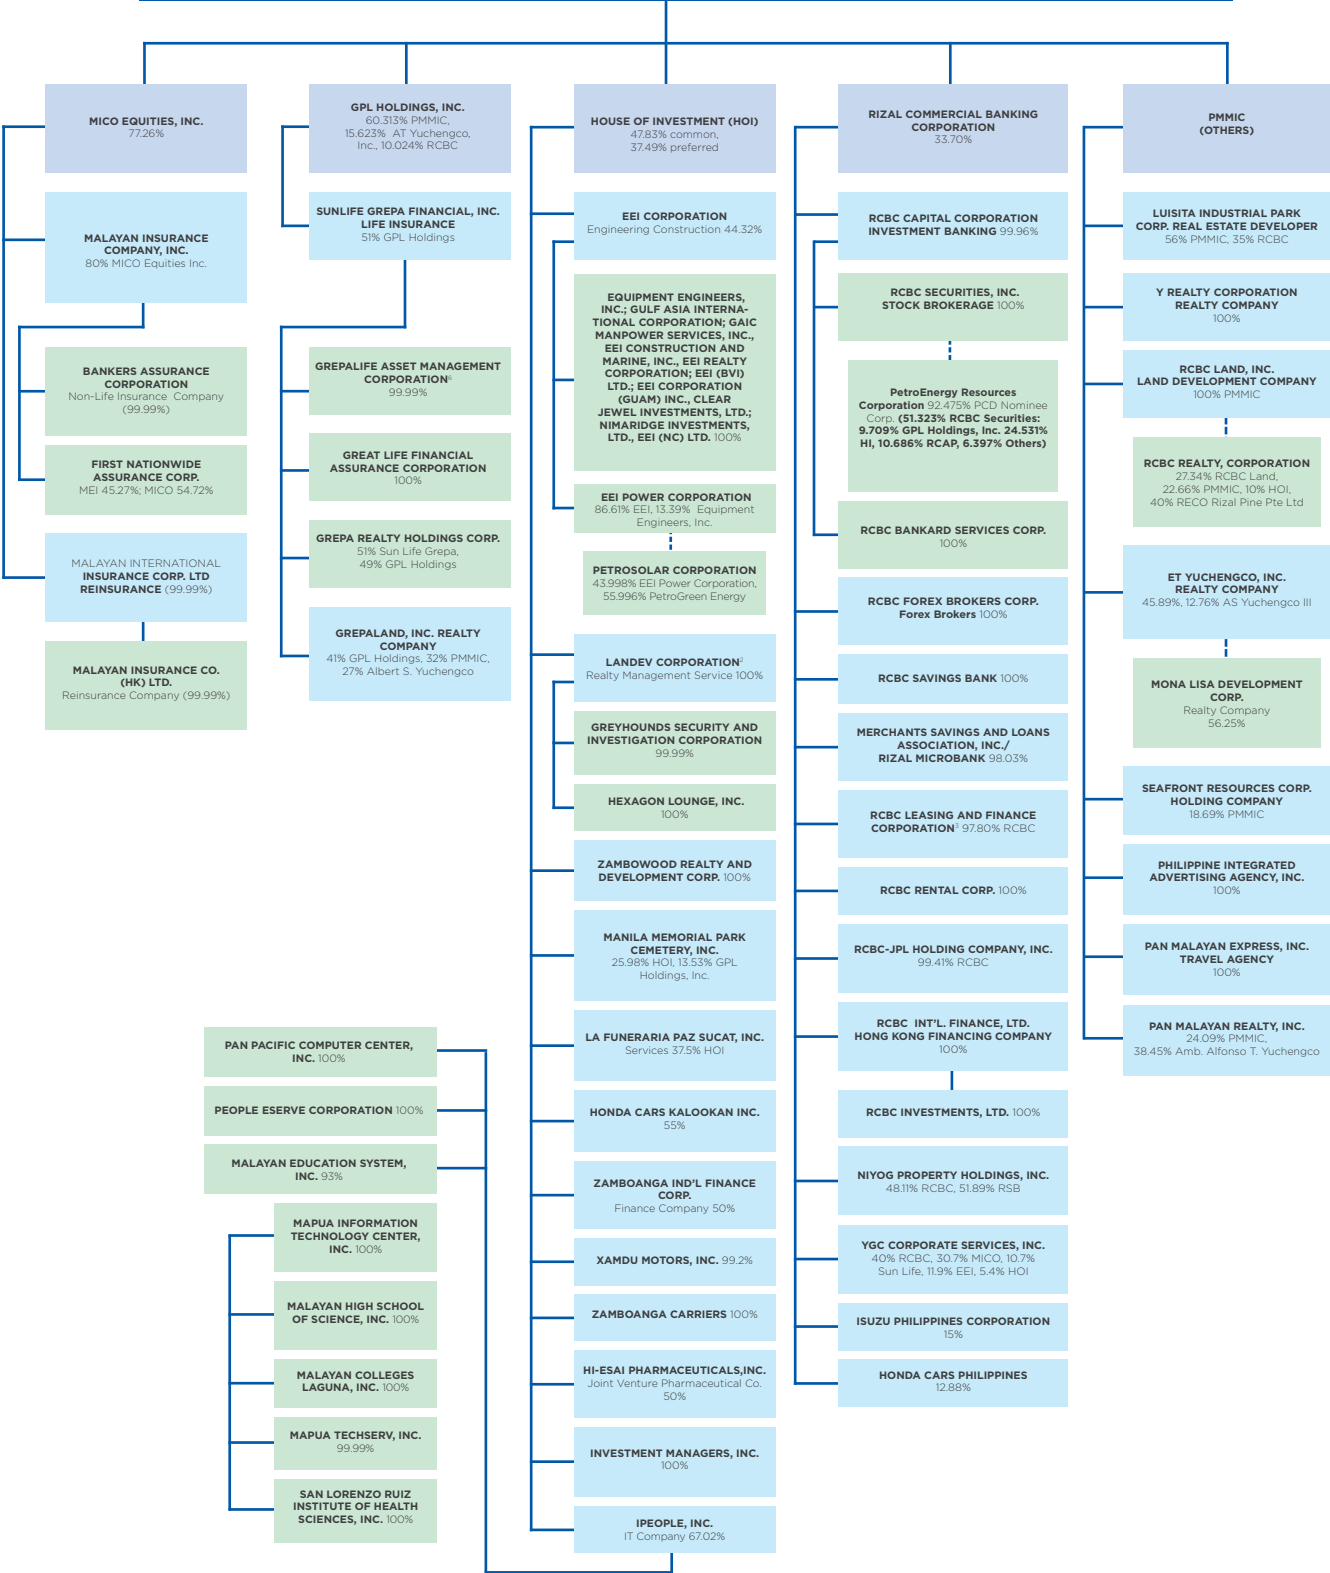 MICO EQUITIES, INC.
77.26%
MALAYAN INSURANCE
COMPANY, INC.
80% MICO Equities Inc.
BANKERS ASSURANCE
CORPORATION
Non-Life Insurance Company
(99.99%)
FIRST NATIONWIDE
ASSURANCE CORP.
MEI 45.27%; MICO 54.72%
MALAYAN INTERNATIONAL
INSURANCE CORP. LTD
REINSURANCE (99.99%)
MALAYAN INSURANCE CO.
(HK) LTD.
Reinsurance Company (99.99%)
GPL HOLDINGS, INC.
60.313% PMMIC,
15.623% AT Yuchengco,
Inc., 10.024% RCBC
SUNLIFE GREPA FINANCIAL, INC.
LIFE INSURANCE
51% GPL Holdings
GREPALIFE ASSET MANAGEMENT
CORPORATION⁶
99.99%
GREAT LIFE FINANCIAL
ASSURANCE CORPORATION
100%
GREPA REALTY HOLDINGS CORP.
51% Sun Life Grepa,
49% GPL Holdings
GREPALAND, INC. REALTY
COMPANY
41% GPL Holdings, 32% PMMIC,
27% Albert S. Yuchengco
HOUSE OF INVESTMENT (HOI)
47.83% common,
37.49% preferred
EEI CORPORATION
Engineering Construction 44.32%
EQUIPMENT ENGINEERS,
INC.; GULF ASIA INTERNA-
TIONAL CORPORATION; GAIC
MANPOWER SERVICES, INC.,
EEI CONSTRUCTION AND
MARINE, INC., EEI REALTY
CORPORATION; EEI (BVI)
LTD.; EEI CORPORATION
(GUAM) INC., CLEAR
JEWEL INVESTMENTS, LTD.;
NIMARIDGE INVESTMENTS,
LTD., EEI (NC) LTD. 100%
EEI POWER CORPORATION
86.61% EEI, 13.39% Equipment
Engineers, Inc.
PETROSOLAR CORPORATION
43.998% EEI Power Corporation,
55.996% PetroGreen Energy
LANDEV CORPORATION²
Realty Management Service 100%
GREYHOUNDS SECURITY AND
INVESTIGATION CORPORATION
99.99%
HEXAGON LOUNGE, INC.
100%
ZAMBOWOOD REALTY AND
DEVELOPMENT CORP. 100%
MANILA MEMORIAL PARK
CEMETERY, INC.
25.98% HOI, 13.53% GPL
Holdings, Inc.
LA FUNERARIA PAZ SUCAT, INC.
Services 37.5% HOI
HONDA CARS KALOOKAN INC.
55%
ZAMBOANGA IND'L FINANCE
CORP.
Finance Company 50%
XAMDU MOTORS, INC. 99.2%
ZAMBOANGA CARRIERS 100%
HI-ESAI PHARMACEUTICALS,INC.
Joint Venture Pharmaceutical Co.
50%
INVESTMENT MANAGERS, INC.
100%
IPEOPLE, INC.
IT Company 67.02%
PAN PACIFIC COMPUTER CENTER,
INC. 100%
PEOPLE ESERVE CORPORATION 100%
MALAYAN EDUCATION SYSTEM,
INC. 93%
MAPUA INFORMATION
TECHNOLOGY CENTER,
INC. 100%
MALAYAN HIGH SCHOOL
OF SCIENCE, INC. 100%
MALAYAN COLLEGES
LAGUNA, INC. 100%
MAPUA TECHSERV, INC.
99.99%
SAN LORENZO RUIZ
INSTITUTE OF HEALTH
SCIENCES, INC. 100%
RIZAL COMMERCIAL BANKING
CORPORATION
33.70%
RCBC CAPITAL CORPORATION
INVESTMENT BANKING 99.96%
RCBC SECURITIES, INC.
STOCK BROKERAGE 100%
PetroEnergy Resources
Corporation 92.475% PCD Nominee
Corp. (51.323% RCBC Securities:
9.709% GPL Holdings, Inc. 24.531%
HI, 10.686% RCAP, 6.397% Others)
RCBC BANKARD SERVICES CORP.
100%
RCBC FOREX BROKERS CORP.
Forex Brokers 100%
RCBC SAVINGS BANK 100%
MERCHANTS SAVINGS AND LOANS
ASSOCIATION, INC./
RIZAL MICROBANK 98.03%
RCBC LEASING AND FINANCE
CORPORATION³ 97.80% RCBC
RCBC RENTAL CORP. 100%
RCBC-JPL HOLDING COMPANY, INC.
99.41% RCBC
RCBC INT'L. FINANCE, LTD.
HONG KONG FINANCING COMPANY
100%
RCBC INVESTMENTS, LTD. 100%
NIYOG PROPERTY HOLDINGS, INC.
48.11% RCBC, 51.89% RSB
YGC CORPORATE SERVICES, INC.
40% RCBC, 30.7% MICO, 10.7%
Sun Life, 11.9% EEI, 5.4% HOI
ISUZU PHILIPPINES CORPORATION
15%
HONDA CARS PHILIPPINES
12.88%
PMMIC
(OTHERS)
LUISITA INDUSTRIAL PARK
CORP. REAL ESTATE DEVELOPER
56% PMMIC, 35% RCBC
Y REALTY CORPORATION
REALTY COMPANY
100%
RCBC LAND, INC.
LAND DEVELOPMENT COMPANY
100% PMMIC
RCBC REALTY, CORPORATION
27.34% RCBC Land,
22.66% PMMIC, 10% HOI,
40% RECO Rizal Pine Pte Ltd
ET YUCHENGCO, INC.
REALTY COMPANY
45.89%, 12.76% AS Yuchengco III
MONA LISA DEVELOPMENT
CORP.
Realty Company
56.25%
SEAFRONT RESOURCES CORP.
HOLDING COMPANY
18.69% PMMIC
PHILIPPINE INTEGRATED
ADVERTISING AGENCY, INC.
100%
PAN MALAYAN EXPRESS, INC.
TRAVEL AGENCY
100%
PAN MALAYAN REALTY, INC.
24.09% PMMIC,
38.45% Amb. Alfonso T. Yuchengco